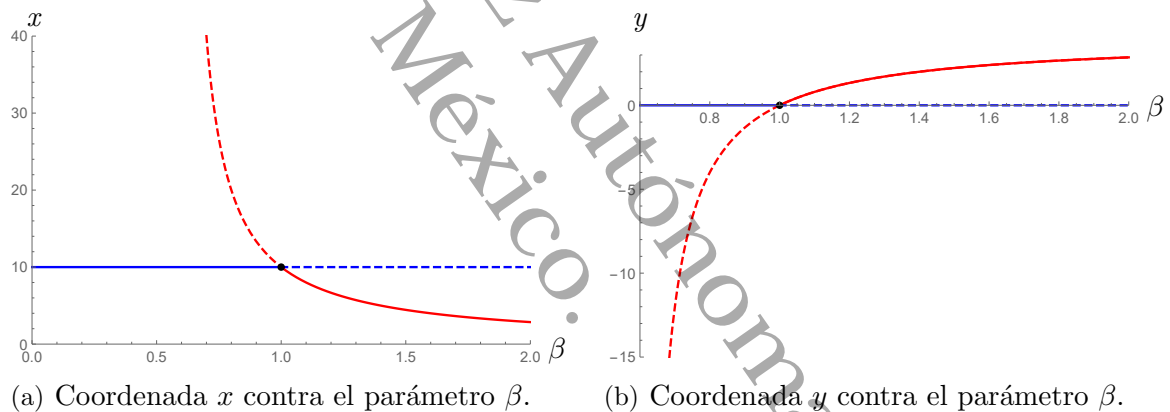 x
40
30
20
10
0
0.0 0.5 1.0 1.5 2.0 β
y
0
-5
-10
-15
0.8 1.0 1.2 1.4 1.6 1.8 2.0 β
Autónoma
México.
(a) Coordenada x contra el parámetro β.
(b) Coordenada y contra el parámetro β.